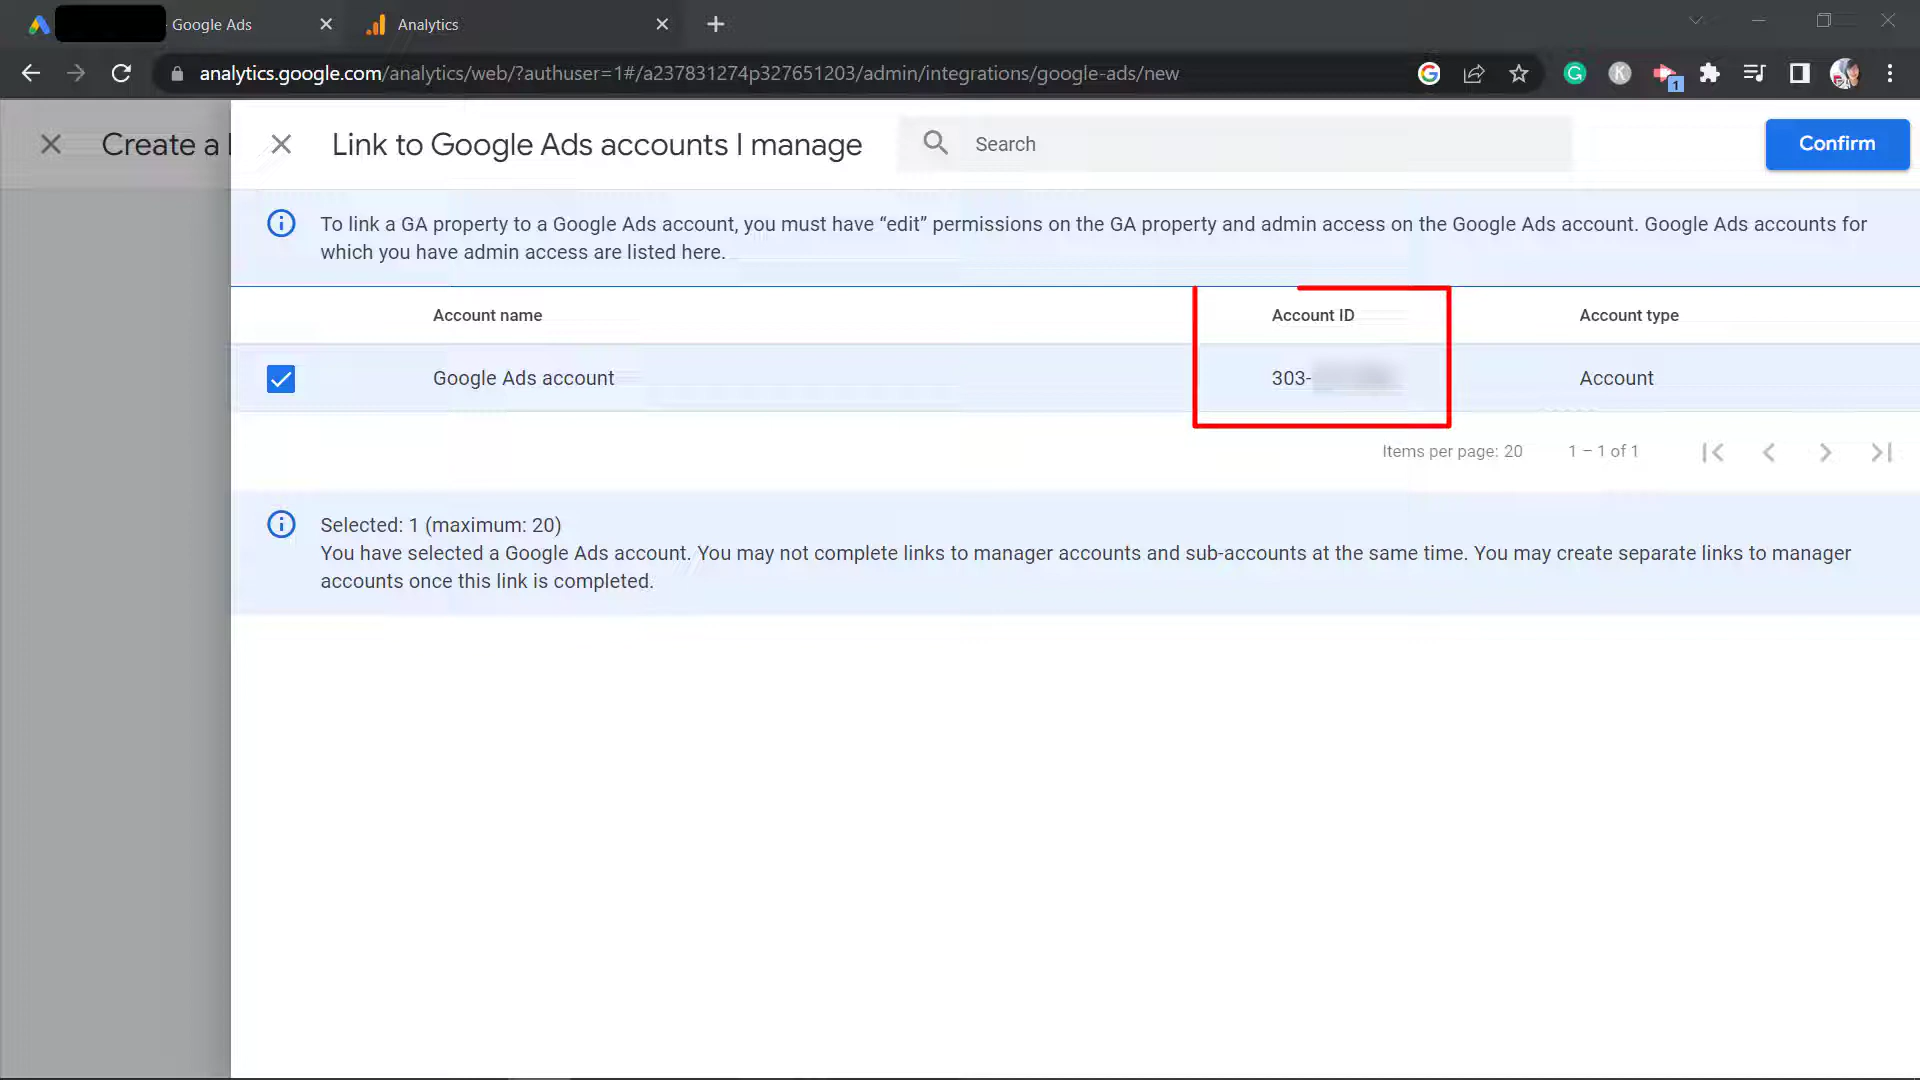 Google Ads
Analytics
analytics.google.com/analytics/web/?authuser=1#/a237831274p327651203/admin/integrations/google-ads/new
1
Create a l
Link to Google Ads accounts I manage
Search
Confirm
To link a GA property to a Google Ads account, you must have “edit” permissions on the GA property and admin access on the Google Ads account. Google Ads accounts for
which you have admin access are listed here.
Account name
Account ID
Account type
Google Ads account
303-
Account
Items per page: 20
1 – 1 of 1
Selected: 1 (maximum: 20)
You have selected a Google Ads account. You may not complete links to manager accounts and sub-accounts at the same time. You may create separate links to manager
accounts once this link is completed.